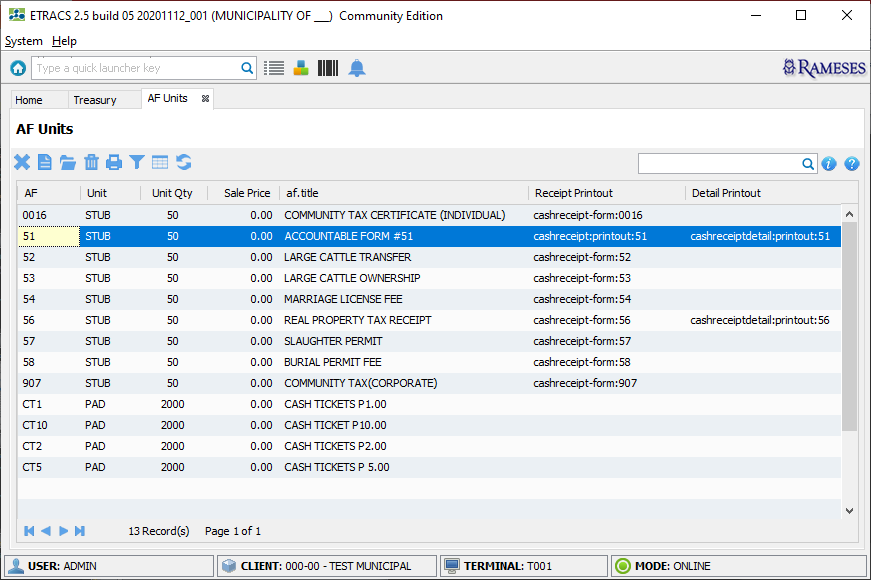 ETRACS 2.5 build 05 20201112_001 (MUNICIPALITY OF ___) Community Edition
System Help
Type a quick launcher key
RAMESES
Home Treasury AF Units
AF Units
AF Unit Unit Qty Sale Price af.title Receipt Printout Detail Printout
0016 STUB 50 0.00 COMMUNITY TAX CERTIFICATE (INDIVIDUAL) cashreceipt-form:0016
51 STUB 50 0.00 ACCOUNTABLE FORM #51 cashreceipt:printout:51 cashreceiptdetail:printout:51
52 STUB 50 0.00 LARGE CATTLE TRANSFER cashreceipt-form:52
53 STUB 50 0.00 LARGE CATTLE OWNERSHIP cashreceipt-form:53
54 STUB 50 0.00 MARRIAGE LICENSE FEE cashreceipt-form:54
56 STUB 50 0.00 REAL PROPERTY TAX RECEIPT cashreceipt-form:56 cashreceiptdetail:printout:56
57 STUB 50 0.00 SLAUGHTER PERMIT cashreceipt-form:57
58 STUB 50 0.00 BURIAL PERMIT FEE cashreceipt-form:58
907 STUB 50 0.00 COMMUNITY TAX(CORPORATE) cashreceipt-form:907
CT1 PAD 2000 0.00 CASH TICKETS P1.00
CT10 PAD 2000 0.00 CASH TICKET P10.00
CT2 PAD 2000 0.00 CASH TICKETS P2.00
CT5 PAD 2000 0.00 CASH TICKETS P 5.00
13 Record(s) Page 1 of 1
USER: ADMIN CLIENT: 000-00 - TEST MUNICIPAL TERMINAL: T001 MODE: ONLINE